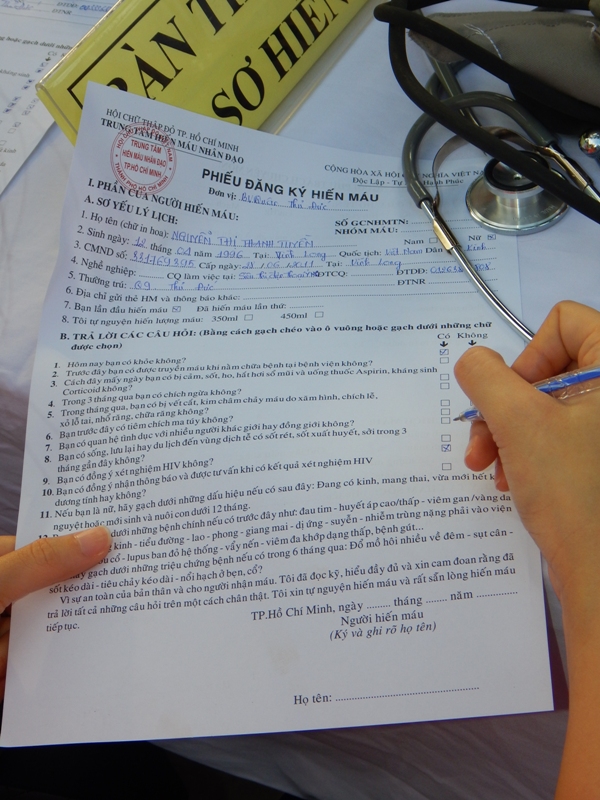 BÀN TI
SƠ HIẾN
HỘI CHỮ THẬP ĐỎ TP. HỒ CHÍ MINH
TRUNG TÂM HIẾN MÁU NHÂN ĐẠO
TRUNG TÂM
HIẾN MÁU NHÂN ĐẠO
TP.HỒ CHÍ MINH
CỘNG HÒA XÃ HỘI NGHĨA VIỆT NAM
Độc Lập - Tự Hạnh Phúc
PHIẾU ĐĂNG KÝ HIẾN MÁU
Đơn vị: Thủ Đức
I. PHẦN CỦA NGƯỜI HIẾN MÁU:
SỐ GCNHMTN:
A. SƠ YẾU LÝ LỊCH:
NHÓM MÁU:
1. Họ tên (chữ in hoa): NGUYỄN THỊ THANH TUYỀN Nam Nữ
2. Sinh ngày: 12 tháng 01 năm 1996 Tại: Vĩnh Long Quốc tịch: Việt Nam Dân Kinh
3. CMND số: Cấp ngày: Tại: Vĩnh Long
4. Nghề nghiệp: CQ làm việc tại: ĐTCQ: ĐTDĐ:
5. Thường trú: Q9 Thủ Đức ĐTNR
6. Địa chỉ gửi thẻ HM và thông báo khác:
7. Bạn lần đầu hiến máu Đã hiến máu lần thứ:
8. Tôi tự nguyện hiến lượng máu: 350ml 450ml
B. TRẢ LỜI CÁC CÂU HỎI: (Bằng cách gạch chéo vào ô vuông hoặc gạch dưới những chữ
được chọn)
Có Không
1. Hôm nay bạn có khỏe không?
2. Trước đây bạn có được truyền máu khi nằm chữa bệnh tại bệnh viện không?
3. Cách đây mấy ngày bạn có bị cảm, sốt, ho, hắt hơi sổ mũi và uống thuốc Aspirin, kháng sinh
Corticoid không?
4. Trong 3 tháng qua bạn có chích ngừa không?
5. Trong tháng qua, bạn có bị vết cắt, kim châm chảy máu do xăm hình, chích lễ,
xỏ lỗ tai, nhổ răng, chữa răng không?
6. Bạn trước đây có tiêm chích ma túy không?
7. Bạn có quan hệ tình dục với nhiều người khác giới hay đồng giới không?
8. Bạn có sống, lưu lại hay du lịch đến vùng dịch tễ có sốt rét, sốt xuất huyết, sởi trong 3
tháng gần đây không?
9. Bạn có đồng ý xét nghiệm HIV không?
10. Bạn có đồng ý nhận thông báo và được tư vấn khi có kết quả xét nghiệm HIV
dương tính hay không?
11. Nếu bạn là nữ, hãy gạch dưới những dấu hiệu nếu có sau đây: Đang có kinh, mang thai, vừa mới hết k
nguyệt hoặc mới sinh và nuôi con dưới 12 tháng.
12. dưới những bệnh chính nếu có trước đây như: đau tim - huyết áp cao/thấp - viêm gan /vàng da
kinh - tiểu đường - lao - phong - giang mai - dị ứng - suyễn - nhiễm trùng nặng phải vào viện
cổ - lupus ban đỏ hệ thống - vẩy nến - viêm đa khớp dạng thấp, bệnh gút...
gạch dưới những triệu chứng bệnh nếu có trong 6 tháng qua: Đổ mồ hôi nhiều về đêm - sụt cân -
sốt kéo dài - tiêu chảy kéo dài - nổi hạch ở bẹn, cổ?
Vì sự an toàn của bản thân và cho người nhận máu. Tôi đã đọc kỹ, hiểu đầy đủ và xin cam đoan rằng đã
trả lời tất cả những câu hỏi trên một cách chân thật. Tôi xin tự nguyện hiến máu và rất sẵn lòng hiến máu
tiếp tục.
TP.Hồ Chí Minh, ngày ........ tháng ....... năm
Người hiến máu
(Ký và ghi rõ họ tên)
Họ tên: